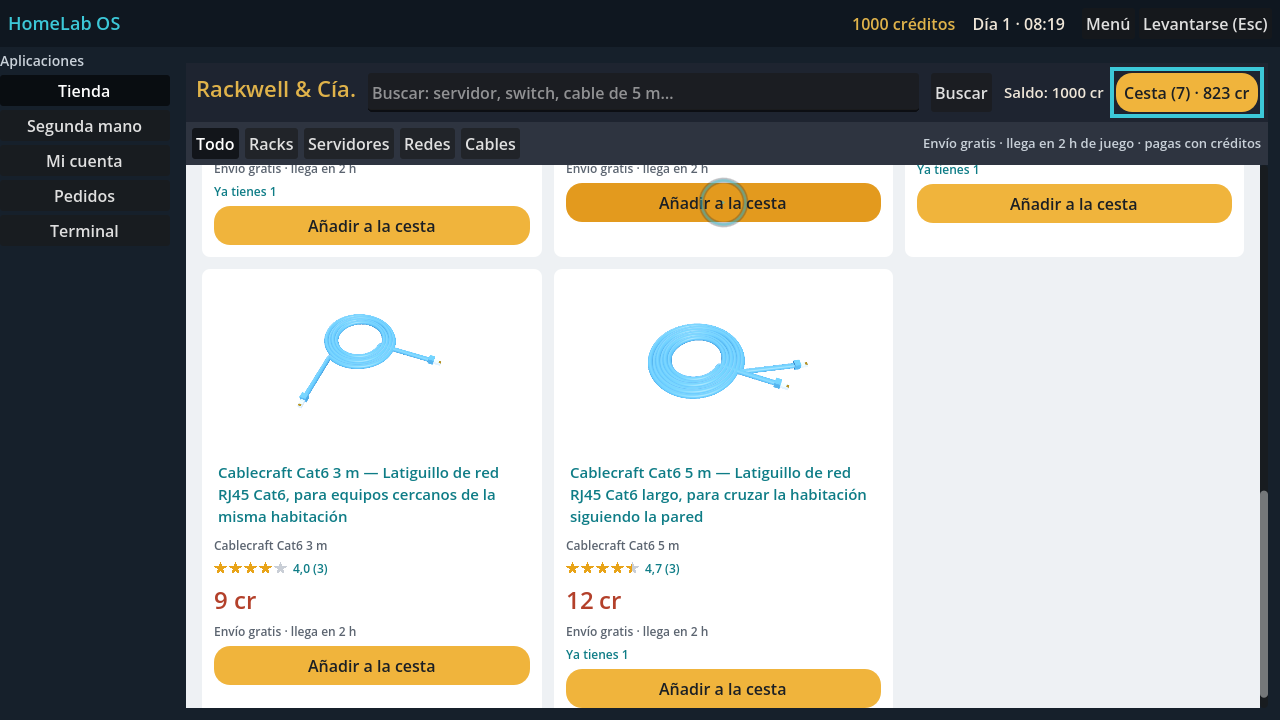 HomeLab OS
1000 créditos
Día 1 · 08:19
Menú
Levantarse (Esc)
Aplicaciones
Tienda
Segunda mano
Mi cuenta
Pedidos
Terminal
Rackwell & Cía.
Buscar: servidor, switch, cable de 5 m...
Buscar
Saldo: 1000 cr
Cesta (7) · 823 cr
Todo
Racks
Servidores
Redes
Cables
Envío gratis · llega en 2 h de juego · pagas con créditos
Envío gratis · llega en 2 h
Ya tienes 1
Añadir a la cesta
Envío gratis · llega en 2 h
Añadir a la cesta
Ya tienes 1
Añadir a la cesta
Cablecraft Cat6 3 m — Latiguillo de red
RJ45 Cat6, para equipos cercanos de la
misma habitación
Cablecraft Cat6 3 m
4,0 (3)
9 cr
Envío gratis · llega en 2 h
Añadir a la cesta
Cablecraft Cat6 5 m — Latiguillo de red
RJ45 Cat6 largo, para cruzar la habitación
siguiendo la pared
Cablecraft Cat6 5 m
4,7 (3)
12 cr
Envío gratis · llega en 2 h
Ya tienes 1
Añadir a la cesta